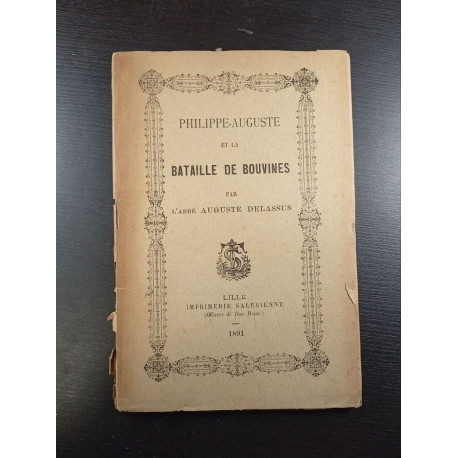 PHILIPPE-AUGUSTE
ET LA
BATAILLE DE BOUVINES
PAR
L'ABBÉ AUGUSTE DELASSUS
LILLE
IMPRIMERIE SALÉSIENNE
(Œuvre de Don Bosco)
1891